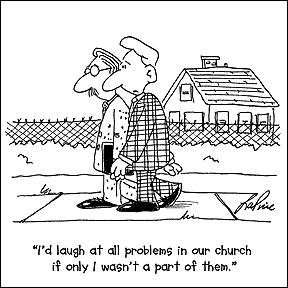 "I'd laugh at all problems in our church
if only I wasn't a part of them."